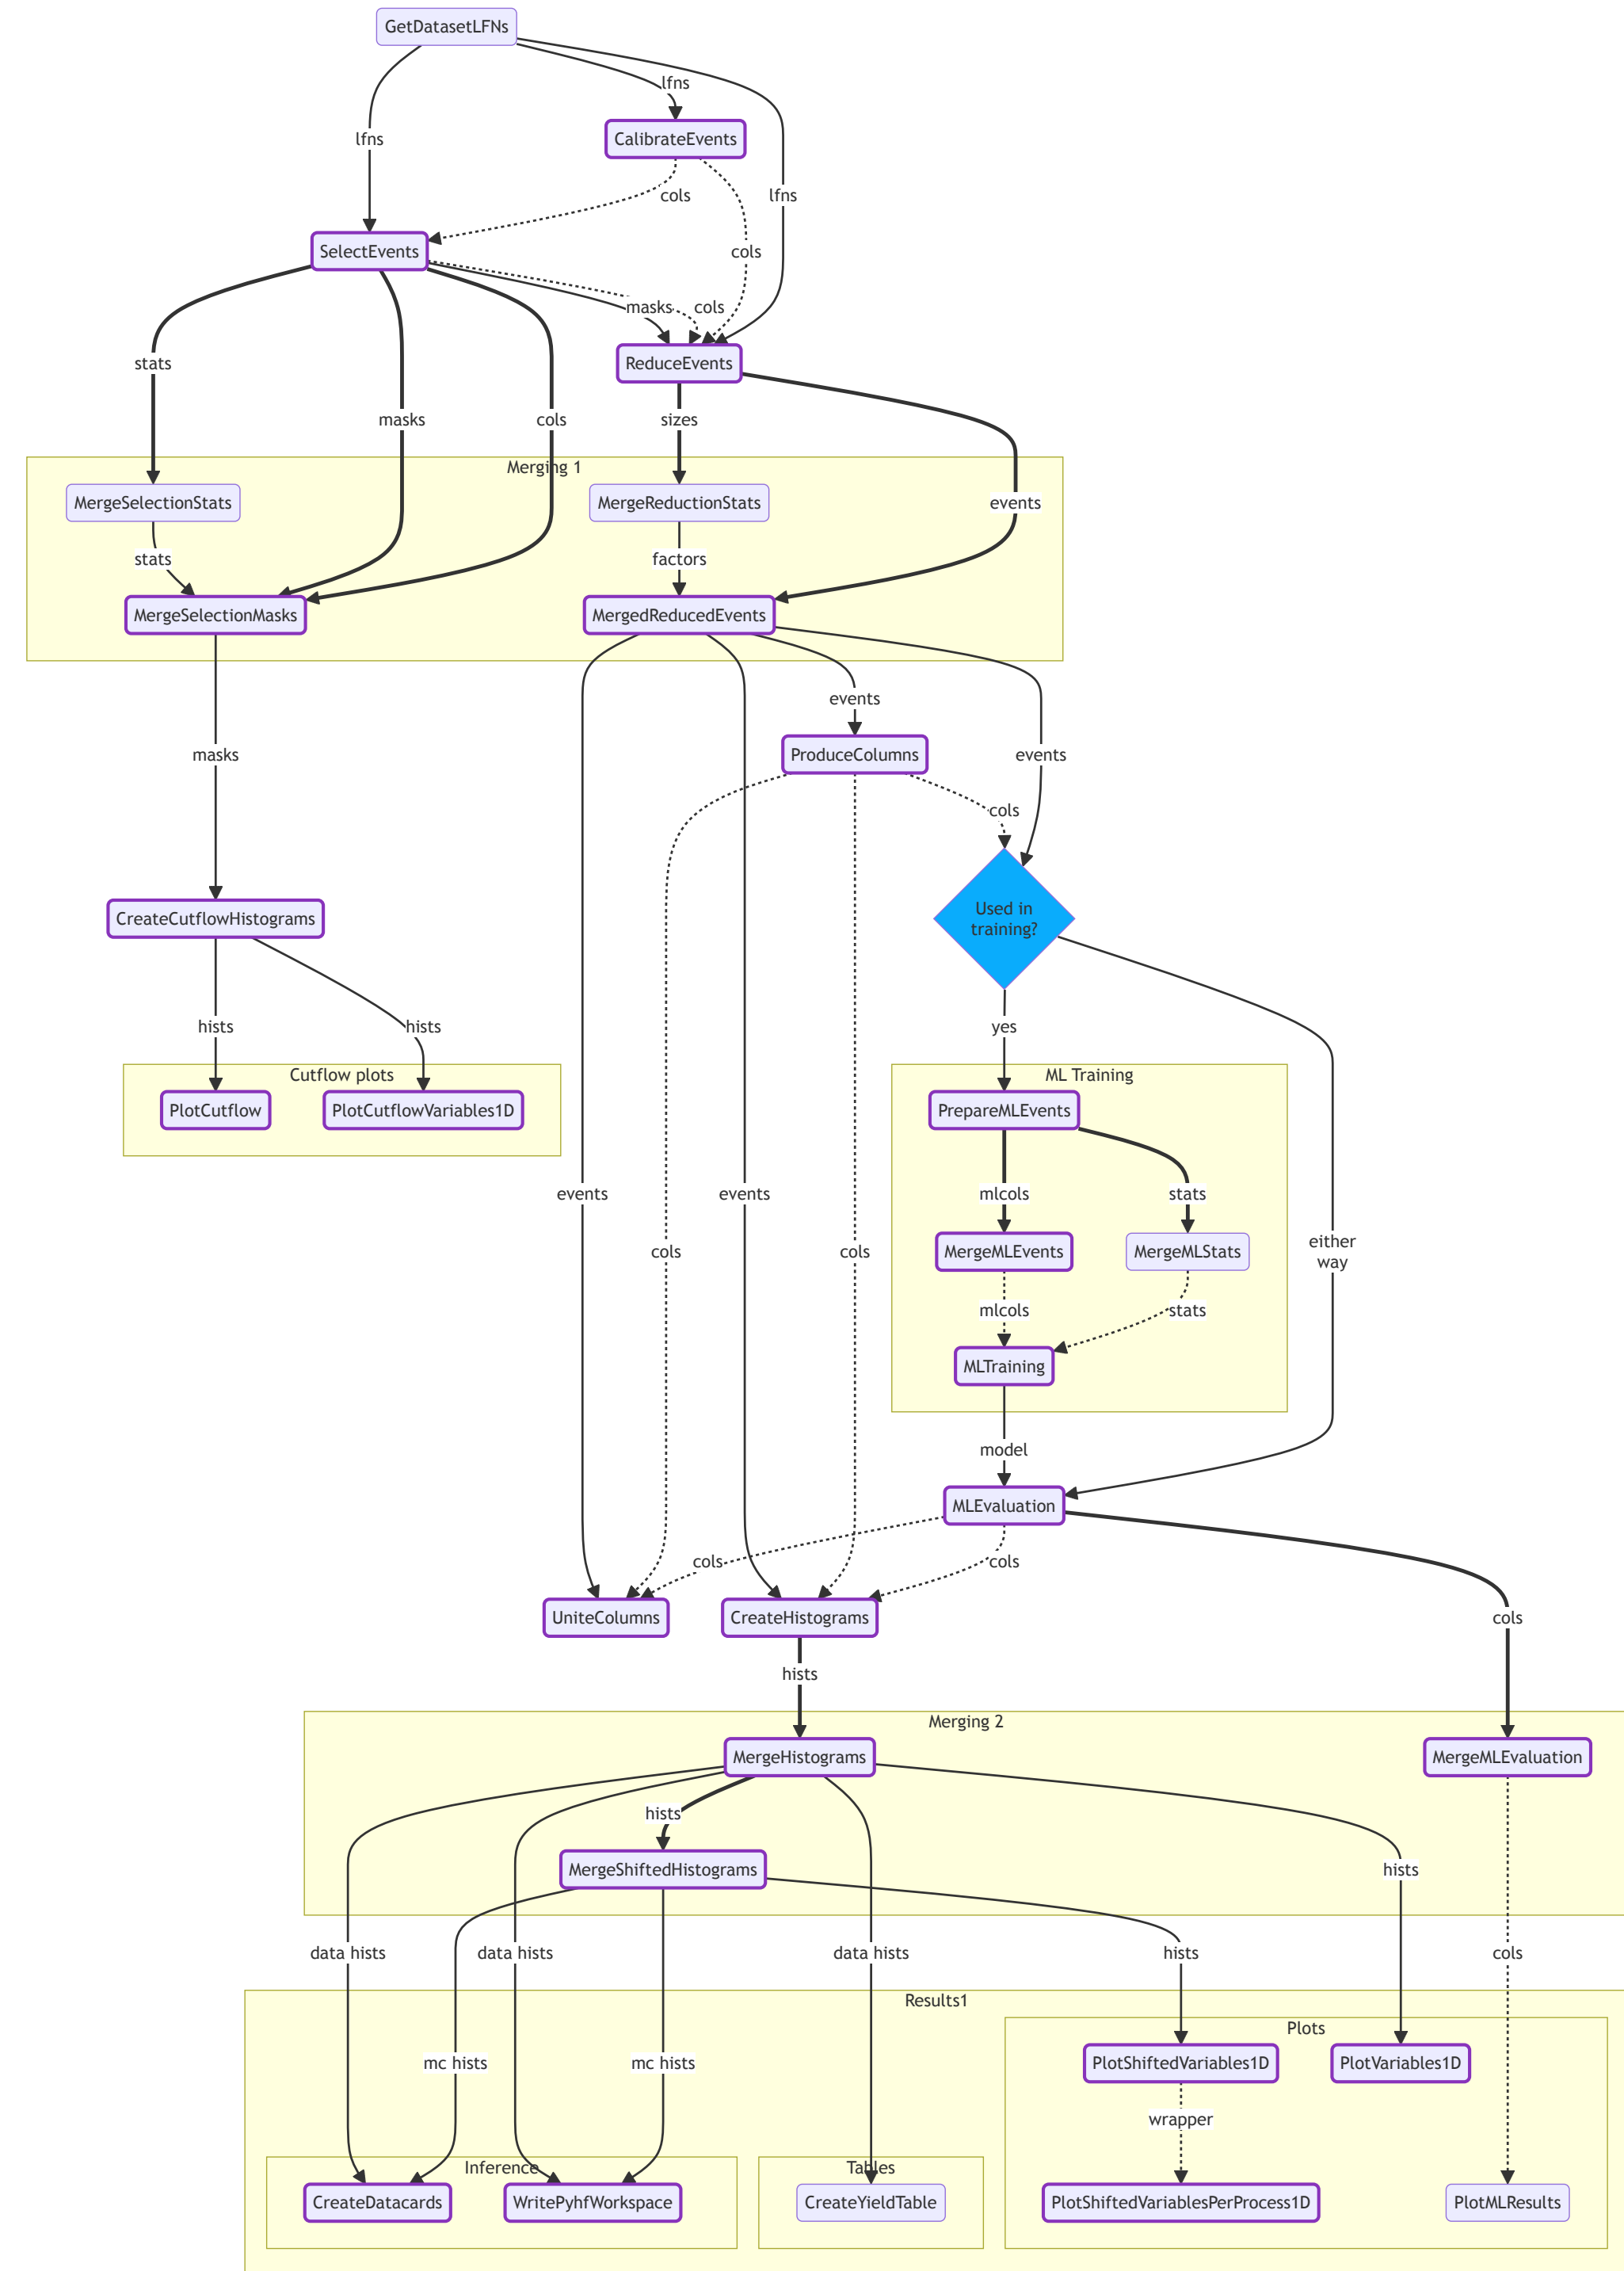 GetDatasetLFNs
lfns
CalibrateEvents
lfns
cols
lfns
SelectEvents
cols
masks
cols
stats
ReduceEvents
masks
cols
sizes
Merging 1
MergeSelectionStats
MergeReductionStats
events
stats
factors
MergeSelectionMasks
MergedReducedEvents
events
masks
ProduceColumns
events
cols
CreateCutflowHistograms
Used in
training?
hists
hists
yes
Cutflow plots
ML Training
PlotCutflow
PlotCutflowVariables1D
PrepareMLEvents
events
events
mlcols
stats
cols
cols
MergeMLEvents
MergeMLStats
either
way
mlcols
stats
MLTraining
model
MLEvaluation
cols
cols
UniteColumns
CreateHistograms
cols
hists
Merging 2
MergeHistograms
MergeMLEvaluation
hists
MergeShiftedHistograms
hists
data hists
data hists
data hists
hists
cols
Results1
Plots
mc hists
mc hists
PlotShiftedVariables1D
PlotVariables1D
wrapper
Inference
Tables
CreateDatacards
WritePyhfWorkspace
CreateYieldTable
PlotShiftedVariablesPerProcess1D
PlotMLResults